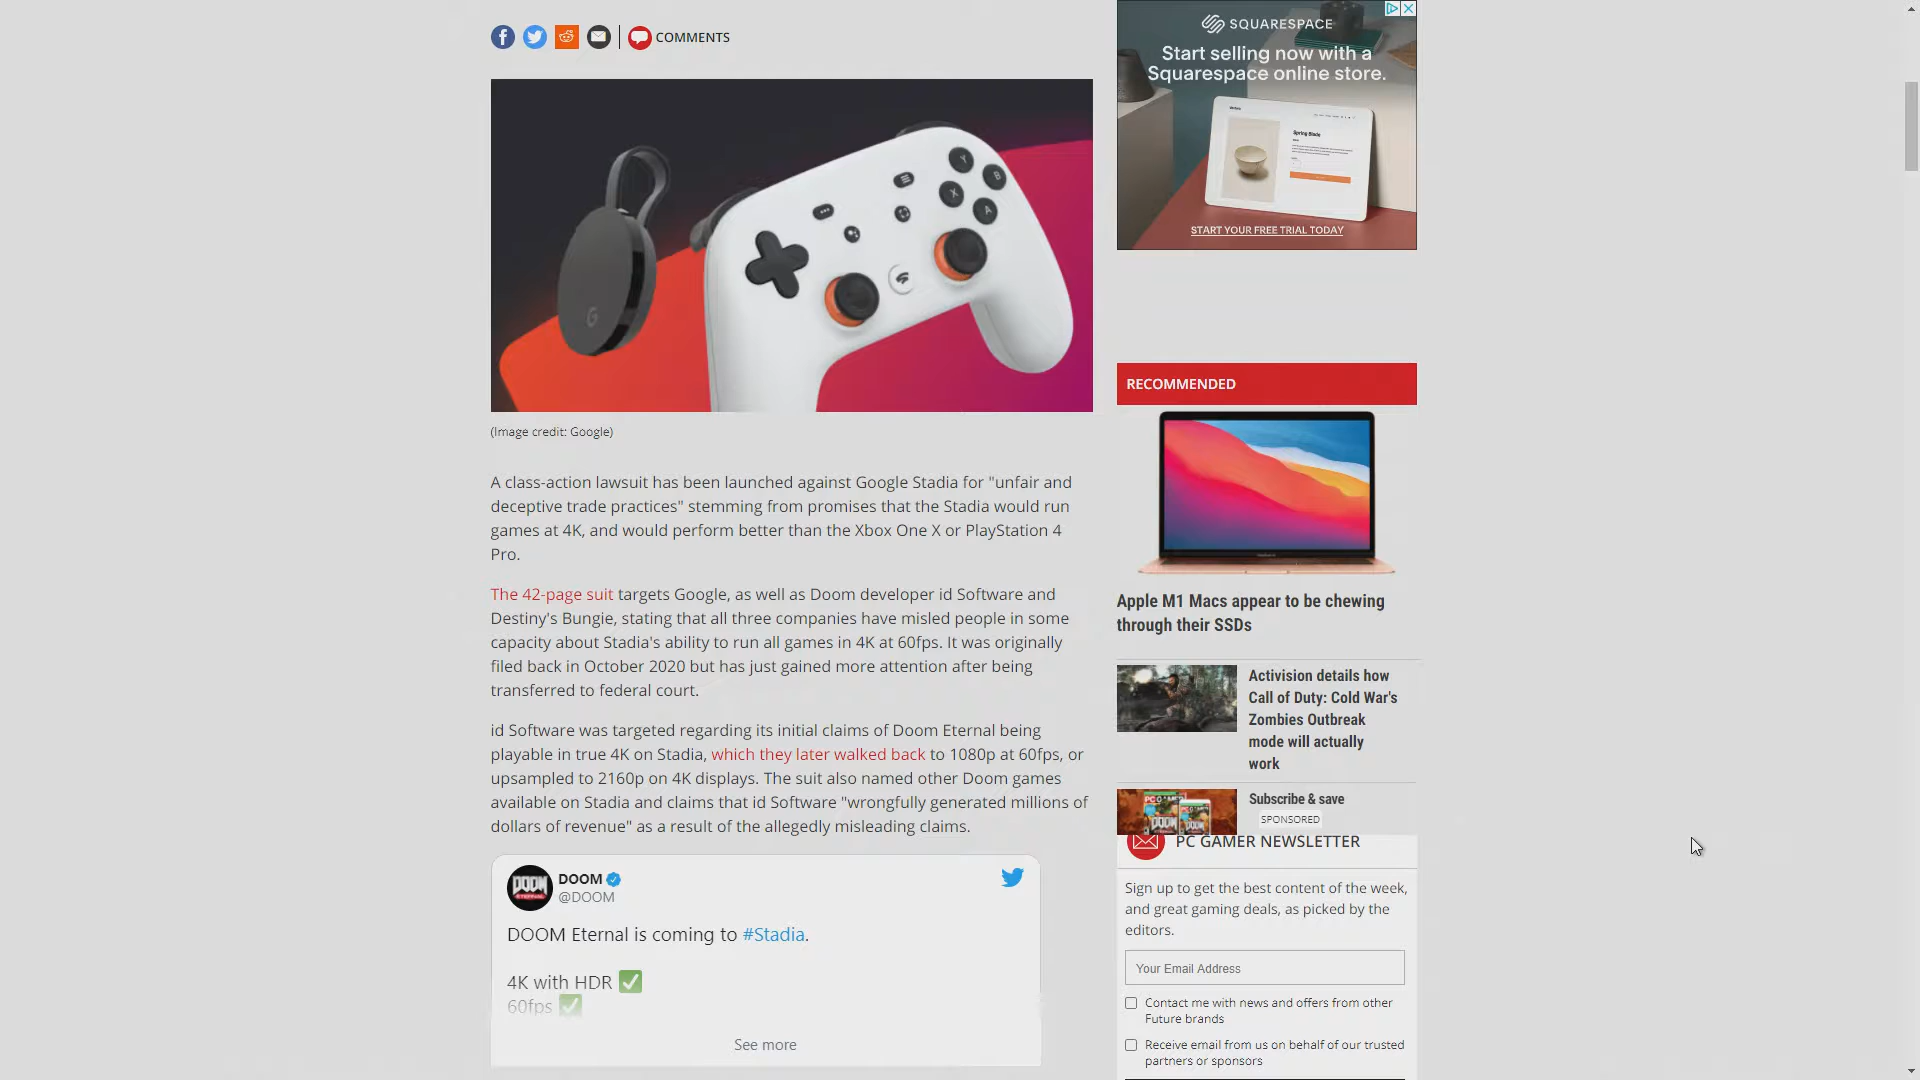 COMMENTS
(Image credit: Google)
A class-action lawsuit has been launched against Google Stadia for "unfair and
deceptive trade practices" stemming from promises that the Stadia would run
games at 4K, and would perform better than the Xbox One X or PlayStation 4
Pro.
The 42-page suit targets Google, as well as Doom developer id Software and
Destiny's Bungie, stating that all three companies have misled people in some
capacity about Stadia's ability to run all games in 4K at 60fps. It was originally
filed back in October 2020 but has just gained more attention after being
transferred to federal court.
id Software was targeted regarding its initial claims of Doom Eternal being
playable in true 4K on Stadia, which they later walked back to 1080p at 60fps, or
upsampled to 2160p on 4K displays. The suit also named other Doom games
available on Stadia and claims that id Software "wrongfully generated millions of
dollars of revenue" as a result of the allegedly misleading claims.
DOOM
@DOOM
DOOM Eternal is coming to #Stadia.
4K with HDR ✅
60fps ✅
See more
SQUARESPACE
Start selling now with a
Squarespace online store.
Spring Blade
START YOUR FREE TRIAL TODAY
RECOMMENDED
Apple M1 Macs appear to be chewing
through their SSDs
Activision details how
Call of Duty: Cold War's
Zombies Outbreak
mode will actually
work
Subscribe & save
SPONSORED
PC GAMER NEWSLETTER
Sign up to get the best content of the week,
and great gaming deals, as picked by the
editors.
Your Email Address
Contact me with news and offers from other
Future brands
Receive email from us on behalf of our trusted
partners or sponsors